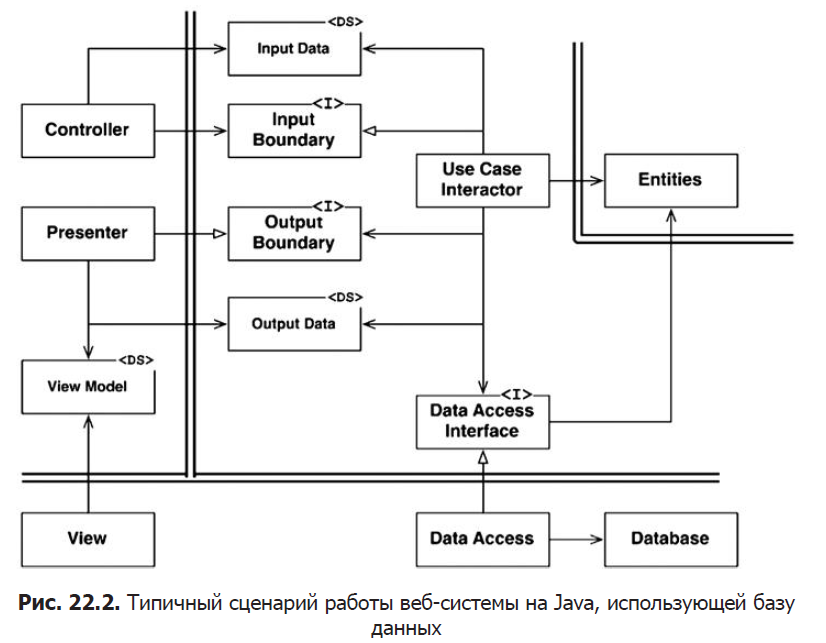 <DS>
Input Data
<I>
Controller
Input
Boundary
Use Case
Interactor
Entities
<I>
Presenter
Output
Boundary
<DS>
Output Data
<DS>
View Model
<I>
Data Access
Interface
View
Data Access
Database
Рис. 22.2. Типичный сценарий работы веб-системы на Java, использующей базу
данных